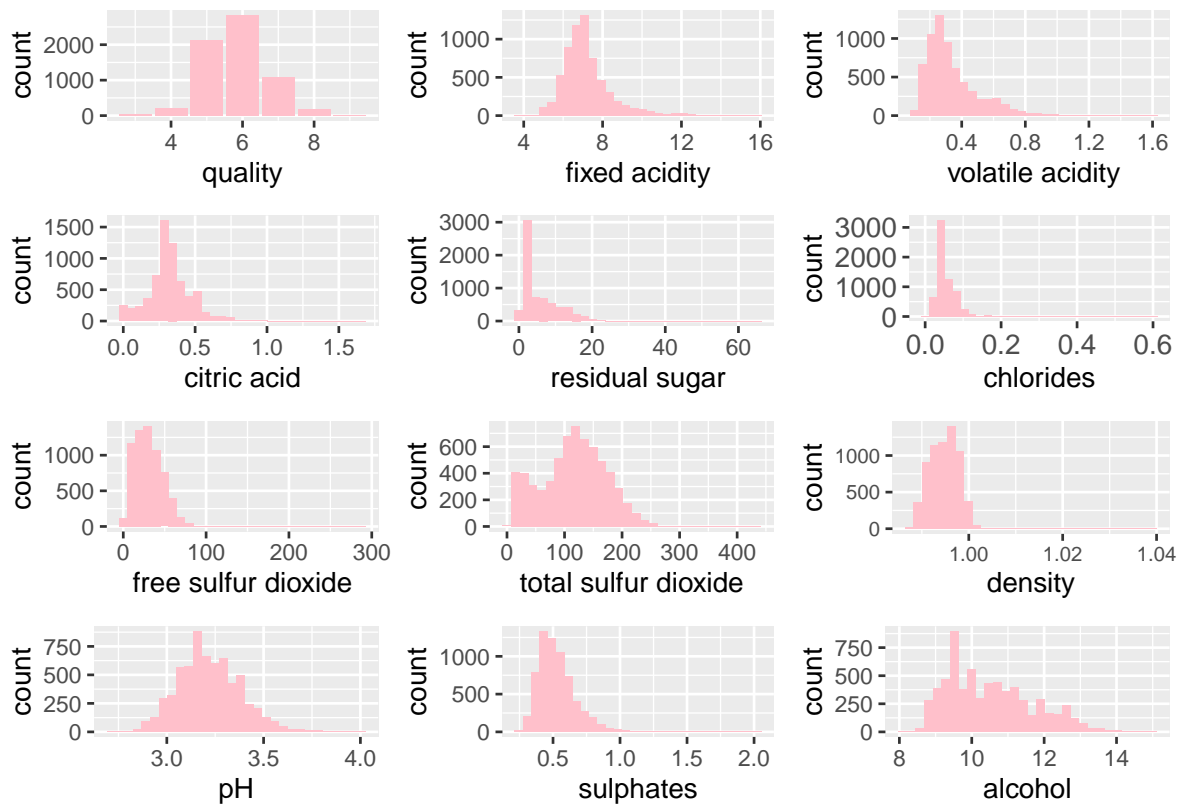 count
2000
1000
0
4 6 8
quality
count
1000
500
0
4 8 12 16
fixed acidity
count
1000
500
0
0.4 0.8 1.2 1.6
volatile acidity
count
1500
1000
500
0
0.0 0.5 1.0 1.5
citric acid
count
3000
2000
1000
0
0 20 40 60
residual sugar
count
3000
2000
1000
0
0.0 0.2 0.4 0.6
chlorides
count
1000
500
0
0 100 200 300
free sulfur dioxide
count
600
400
200
0
0 100 200 300 400
total sulfur dioxide
count
1000
500
0
1.00 1.02 1.04
density
count
750
500
250
0
3.0 3.5 4.0
pH
count
1000
500
0
0.5 1.0 1.5 2.0
sulphates
count
750
500
250
0
8 10 12 14
alcohol